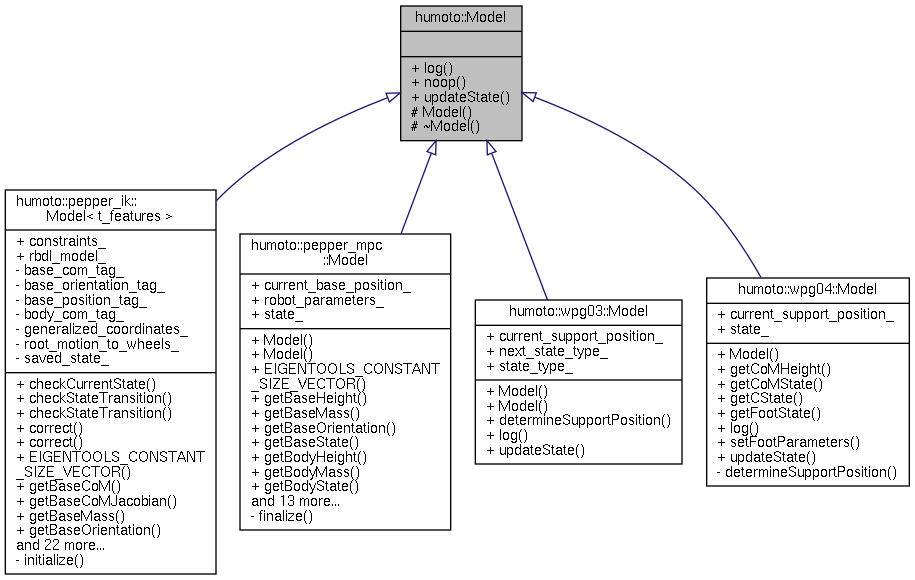 humoto::Model
+ log()
+ noop()
+ updateState()
# Model()
# ~Model()
humoto::pepper_ik::
Model< t_features >
+ constraints_
+ rbdl_model_
- base_com_tag_
- base_orientation_tag_
- base_position_tag_
- body_com_tag_
- generalized_coordinates_
- root_motion_to_wheels_
- saved_state_
+ checkCurrentState()
+ checkStateTransition()
+ checkStateTransition()
+ correct()
+ correct()
+ EIGENTOOLS_CONSTANT
_SIZE_VECTOR()
+ getBaseCoM()
+ getBaseCoMJacobian()
+ getBaseMass()
+ getBaseOrientation()
and 22 more...
- initialize()
humoto::pepper_mpc
::Model
+ current_base_position_
+ robot_parameters_
+ state_
+ Model()
+ Model()
+ EIGENTOOLS_CONSTANT
_SIZE_VECTOR()
+ getBaseHeight()
+ getBaseMass()
+ getBaseOrientation()
+ getBaseState()
+ getBodyHeight()
+ getBodyMass()
+ getBodyState()
and 13 more...
- finalize()
humoto::wpg03::Model
+ current_support_position_
+ next_state_type_
+ state_type_
+ Model()
+ Model()
+ determineSupportPosition()
+ log()
+ updateState()
humoto::wpg04::Model
+ current_support_position_
+ state_
+ Model()
+ getCoMHeight()
+ getCoMState()
+ getCState()
+ getFootState()
+ log()
+ setFootParameters()
+ updateState()
- determineSupportPosition()